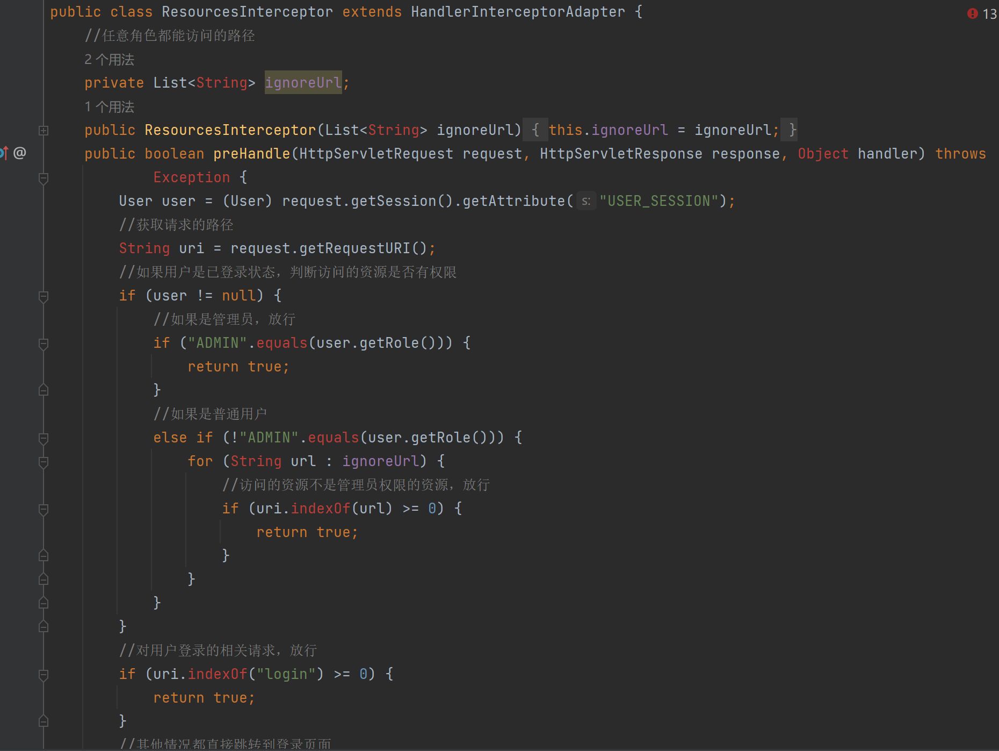 public class ResourcesInterceptor extends HandlerInterceptorAdapter {
13
//任意角色都能访问的路径
2 个用法
private List<String> ignoreUrl;
1 个用法
public ResourcesInterceptor(List<String> ignoreUrl) { this.ignoreUrl = ignoreUrl; }
@ public boolean preHandle(HttpServletRequest request, HttpServletResponse response, Object handler) throws
Exception {
User user = (User) request.getSession().getAttribute( s: "USER_SESSION");
//获取请求的路径
String uri = request.getRequestURI();
//如果用户是已登录状态，判断访问的资源是否有权限
if (user != null) {
//如果是管理员，放行
if ("ADMIN".equals(user.getRole())) {
return true;
}
//如果是普通用户
else if (!"ADMIN".equals(user.getRole())) {
for (String url : ignoreUrl) {
//访问的资源不是管理员权限的资源，放行
if (uri.indexOf(url) >= 0) {
return true;
}
}
}
}
//对用户登录的相关请求，放行
if (uri.indexOf("login") >= 0) {
return true;
}
//其他情况都直接跳转到登录页面